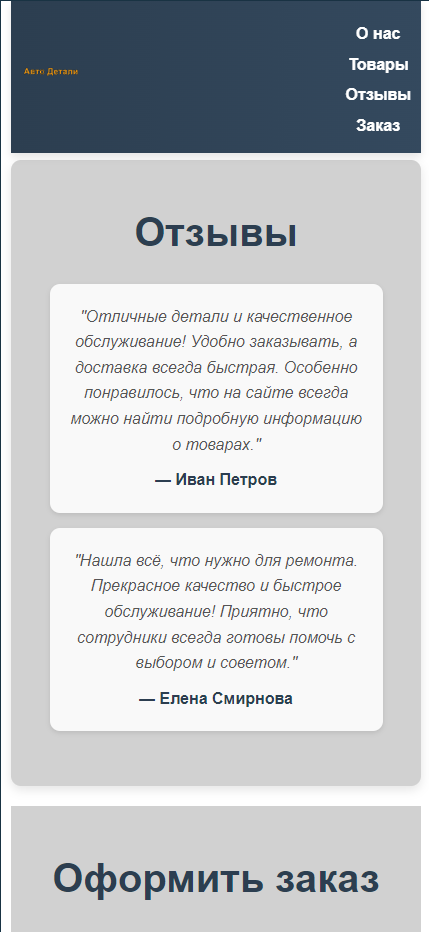 О нас
Авто Детали
Товары
Отзывы
Заказ
Отзывы
"Отличные детали и качественное
обслуживание! Удобно заказывать, а
доставка всегда быстрая. Особенно
понравилось, что на сайте всегда
можно найти подробную информацию
о товарах."
— Иван Петров
"Нашла всё, что нужно для ремонта.
Прекрасное качество и быстрое
обслуживание! Приятно, что
сотрудники всегда готовы помочь с
выбором и советом."
— Елена Смирнова
Оформить заказ